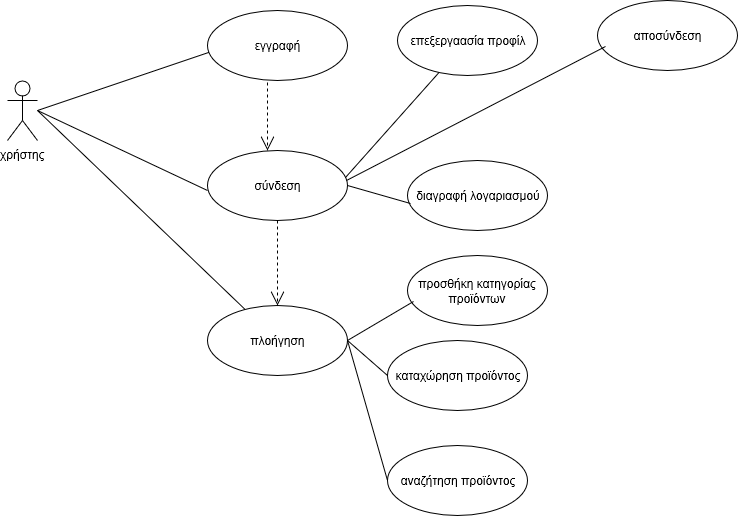 εγγραφή
επεξεργαασία προφίλ
αποσύνδεση
χρήστης
σύνδεση
διαγραφή λογαριασμού
προσθήκη κατηγορίας
προϊόντων
πλοήγηση
καταχώρηση προϊόντος
αναζήτηση προϊόντος